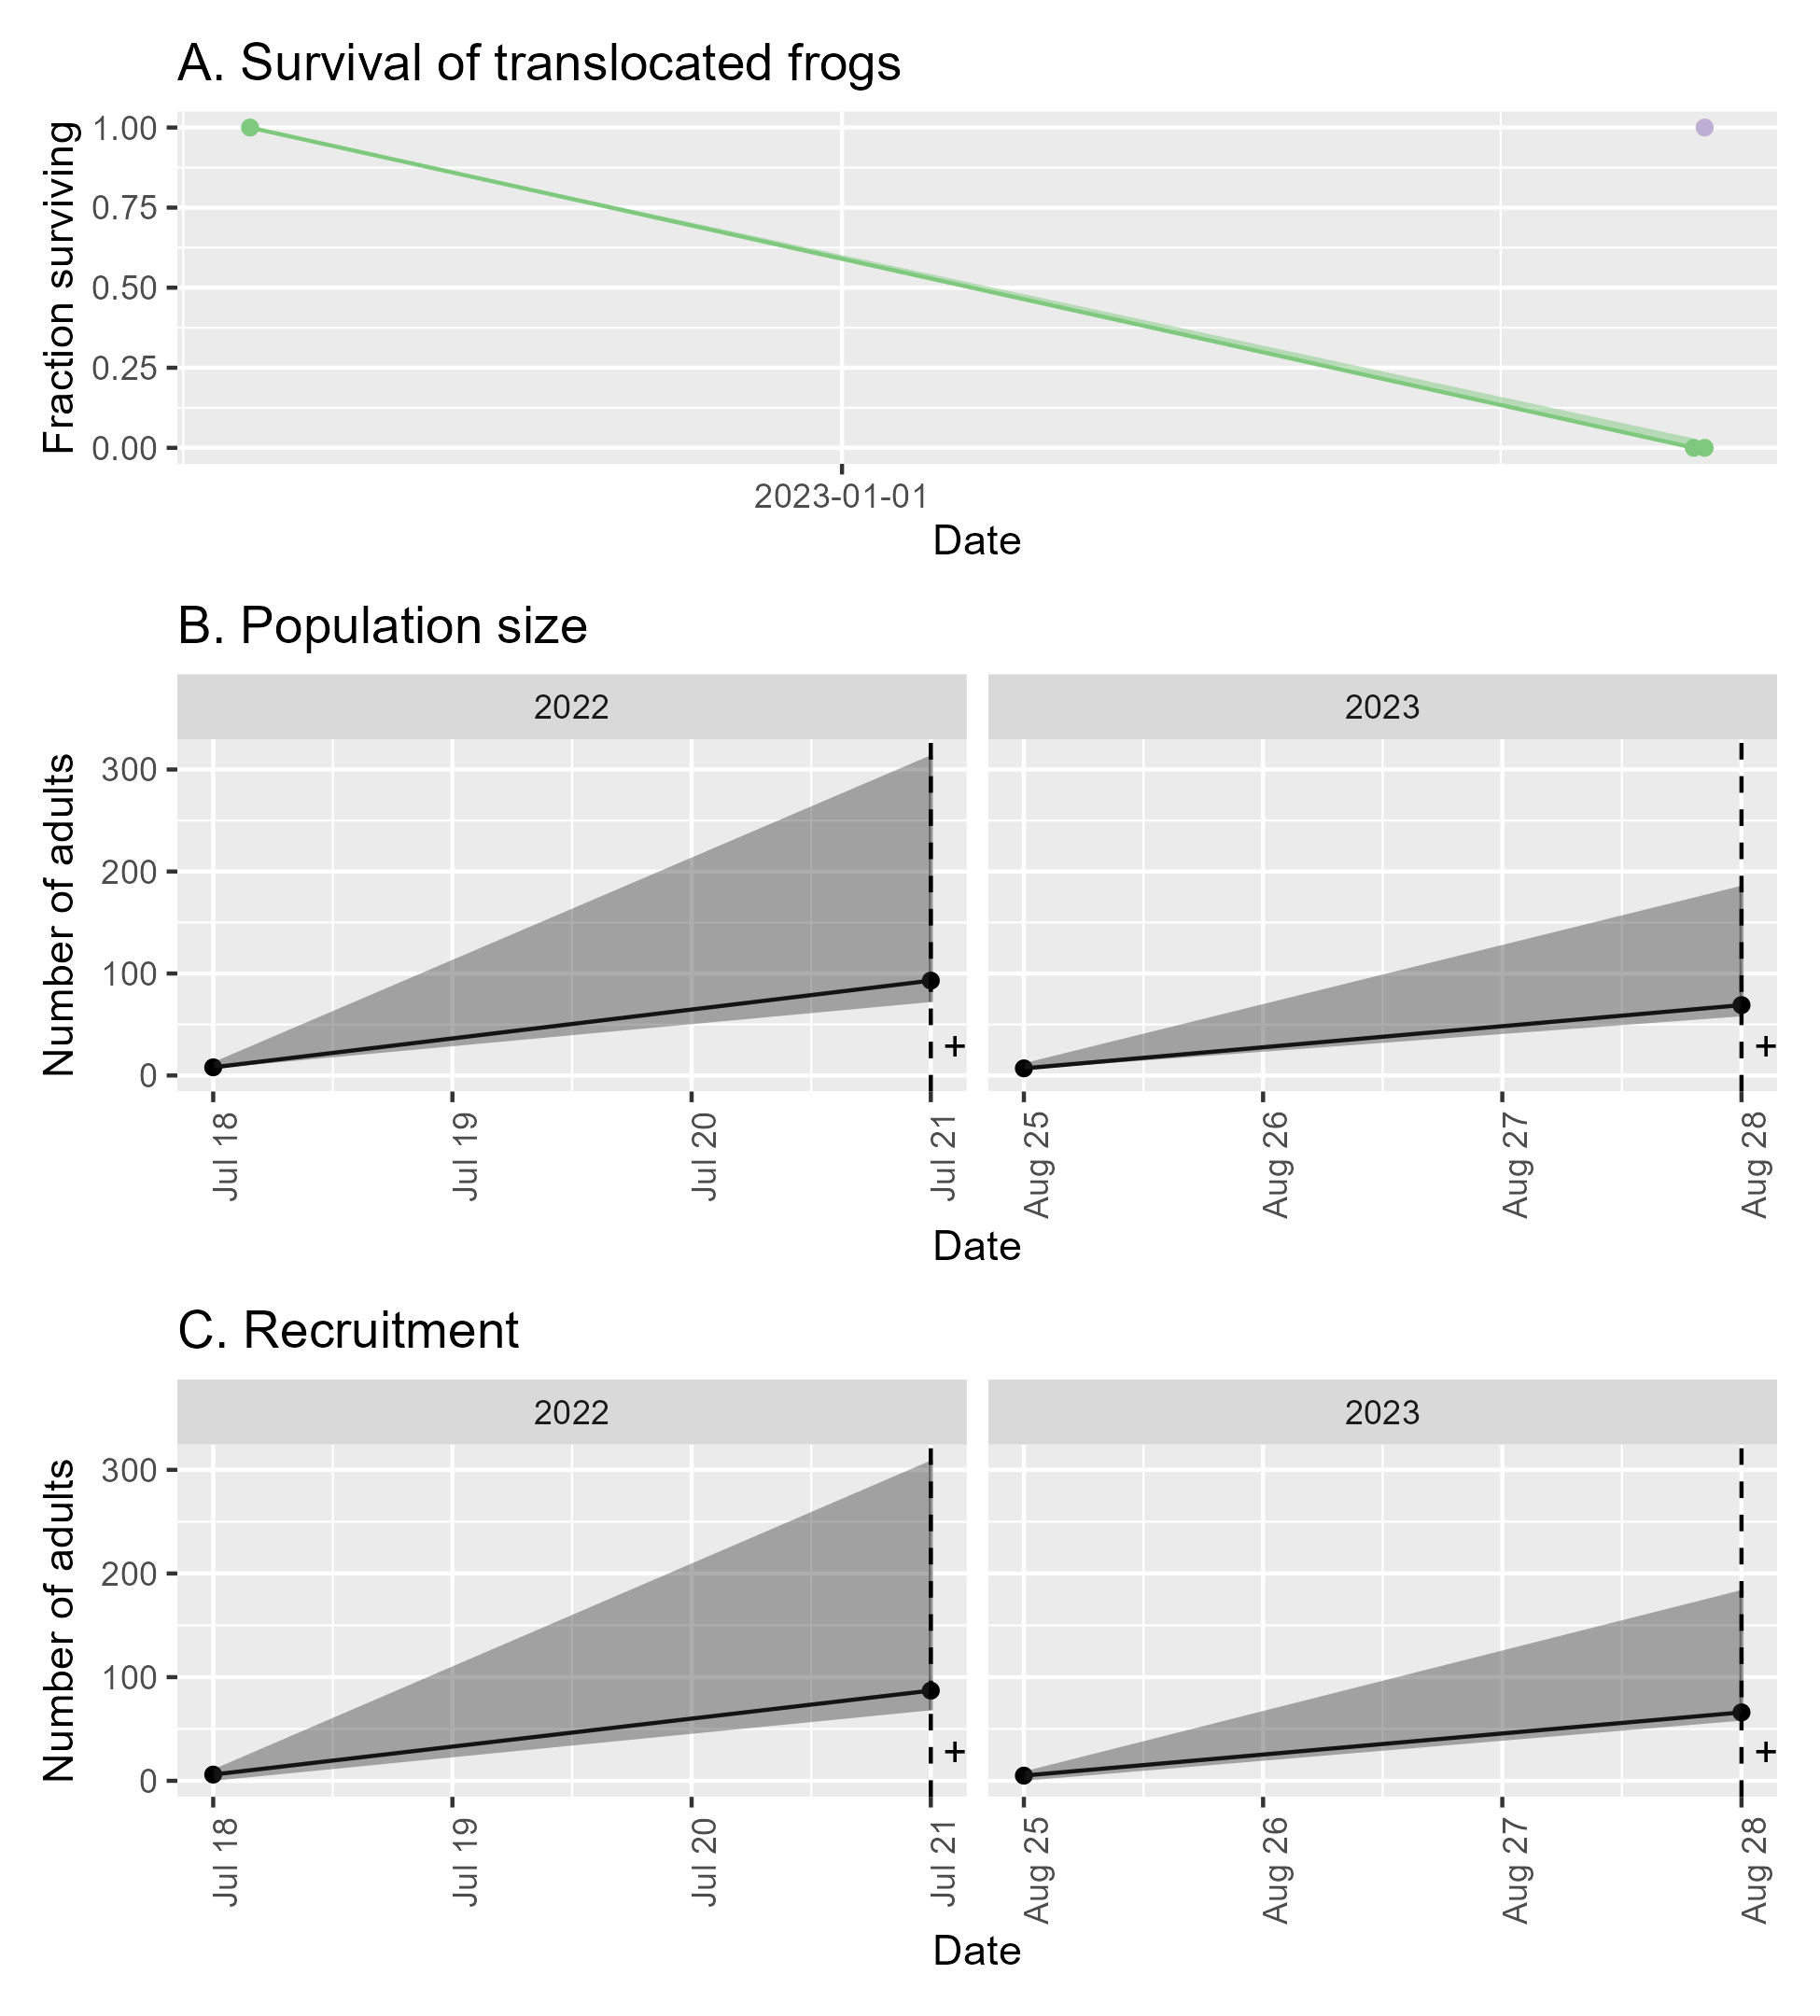 A. Survival of translocated frogs
Fraction surviving
1.00
0.75
0.50
0.25
0.00
2023-01-01
Date
B. Population size
2022
2023
Number of adults
300
200
100
0
+
+
Jul 18
Jul 19
Jul 20
Jul 21
Aug 25
Aug 26
Aug 27
Aug 28
Date
C. Recruitment
2022
2023
Number of adults
300
200
100
0
+
+
Jul 18
Jul 19
Jul 20
Jul 21
Aug 25
Aug 26
Aug 27
Aug 28
Date